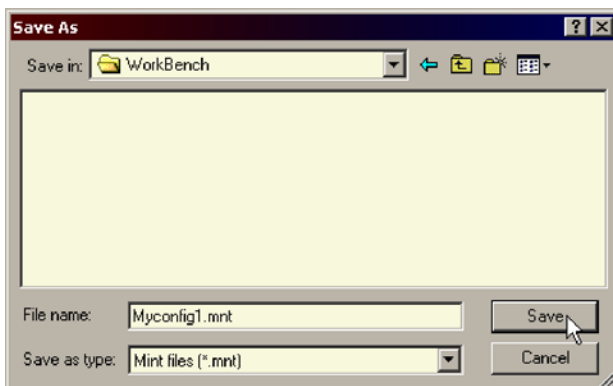 Save As
Save in: WorkBench
File name: Myconfig1.mnt
Save
Save as type: Mint files (*.mnt)
Cancel